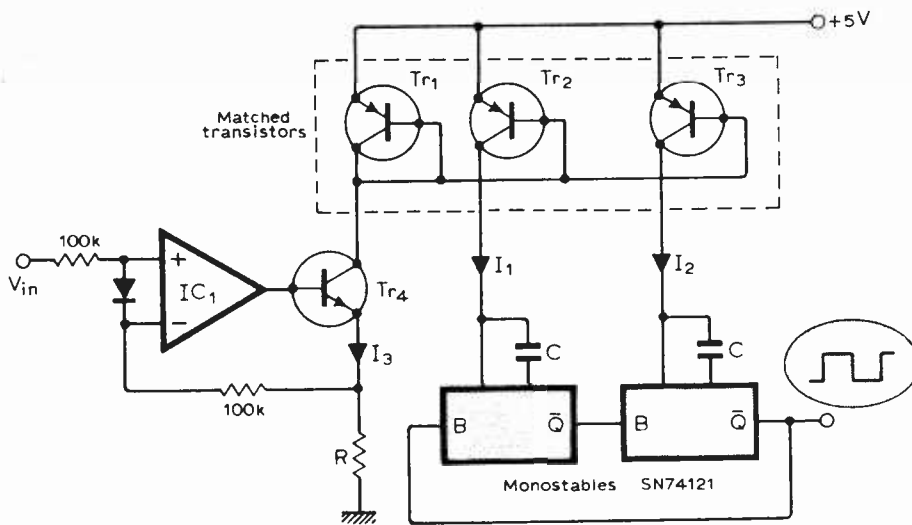 +5V
Tr1
Tr2
Tr3
Matched
transistors
100k
Vin
+
−
IC1
Tr4
I1
I2
I3
C
C
100k
R
B
Q̄
B
Q̄
Monostables SN74121